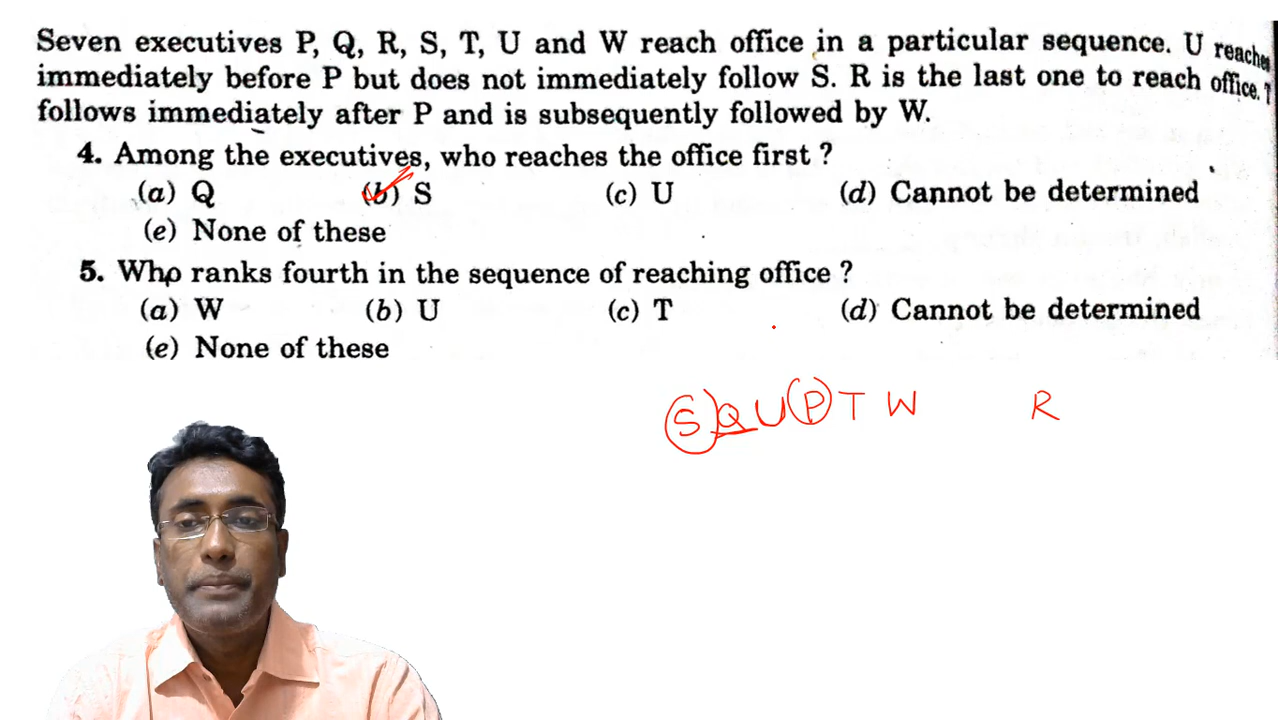 Seven executives P, Q, R, S, T, U and W reach office in a particular sequence. U reaches
immediately before P but does not immediately follow S. R is the last one to reach office. T
follows immediately after P and is subsequently followed by W.
4. Among the executives, who reaches the office first ?
(a) Q (b) S (c) U (d) Cannot be determined
(e) None of these
5. Who ranks fourth in the sequence of reaching office ?
(a) W (b) U (c) T (d) Cannot be determined
(e) None of these
S Q U P T W R